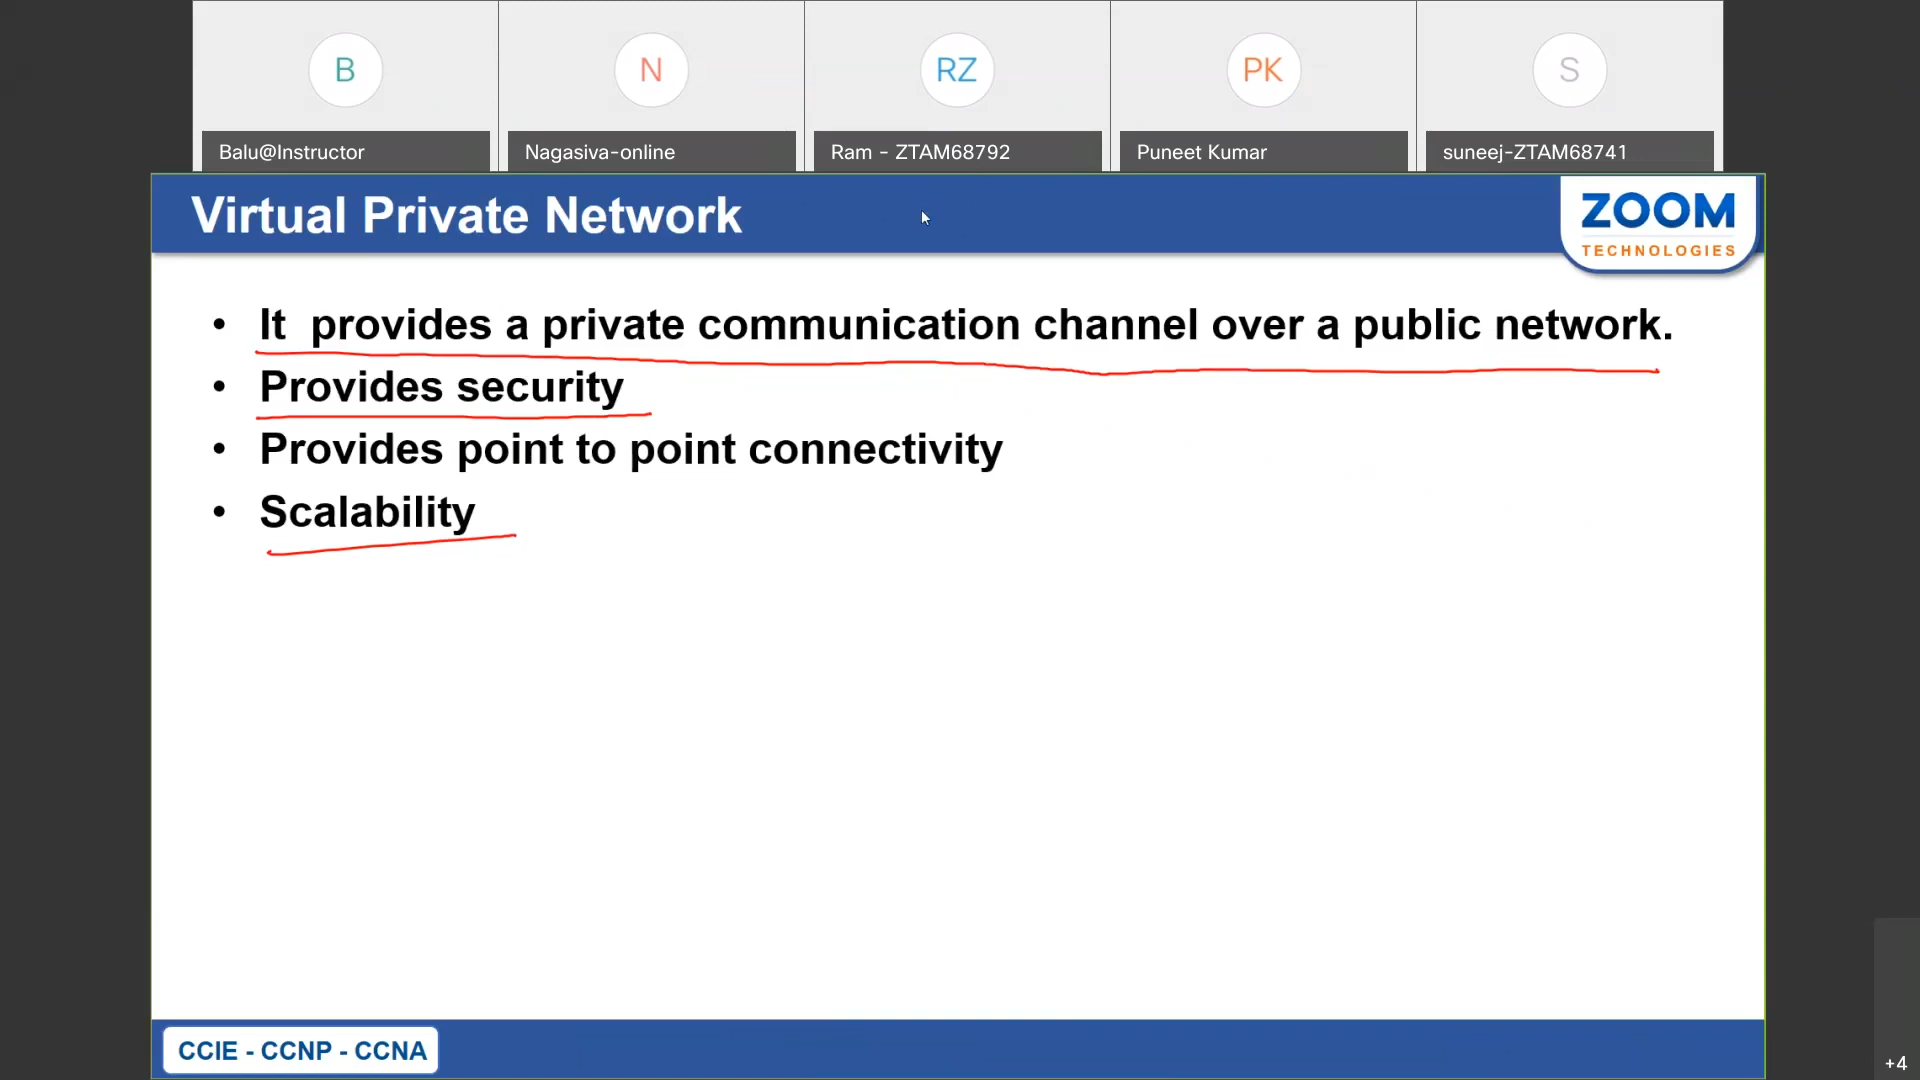 B
N
RZ
PK
S
Balu@Instructor
Nagasiva-online
Ram - ZTAM68792
Puneet Kumar
suneej-ZTAM68741
Virtual Private Network
ZOOM
TECHNOLOGIES
• It  provides a private communication channel over a public network.
• Provides security
• Provides point to point connectivity
• Scalability
CCIE - CCNP - CCNA
+4